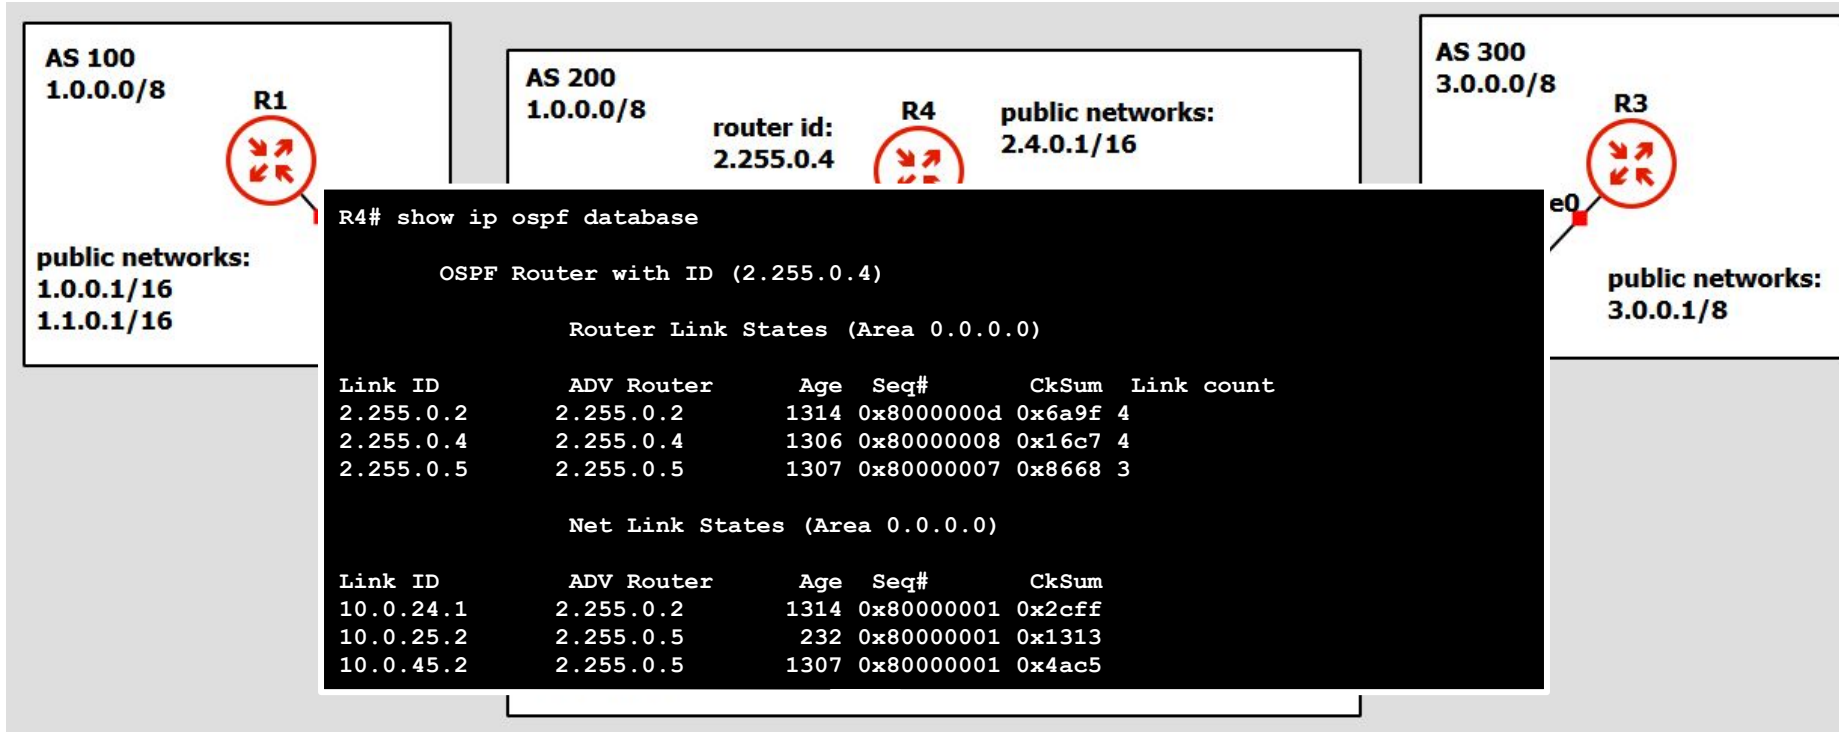 AS 100
1.0.0.0/8
R1
public networks:
1.0.0.1/16
1.1.0.1/16
AS 200
1.0.0.0/8
router id:
2.255.0.4
R4
public networks:
2.4.0.1/16
AS 300
3.0.0.0/8
R3
e0
public networks:
3.0.0.1/8
R4# show ip ospf database
OSPF Router with ID (2.255.0.4)
Router Link States (Area 0.0.0.0)
Link ID ADV Router Age Seq# CkSum Link count
2.255.0.2 2.255.0.2 1314 0x8000000d 0x6a9f 4
2.255.0.4 2.255.0.4 1306 0x80000008 0x16c7 4
2.255.0.5 2.255.0.5 1307 0x80000007 0x8668 3
Net Link States (Area 0.0.0.0)
Link ID ADV Router Age Seq# CkSum
10.0.24.1 2.255.0.2 1314 0x80000001 0x2cff
10.0.25.2 2.255.0.5 232 0x80000001 0x1313
10.0.45.2 2.255.0.5 1307 0x80000001 0x4ac5